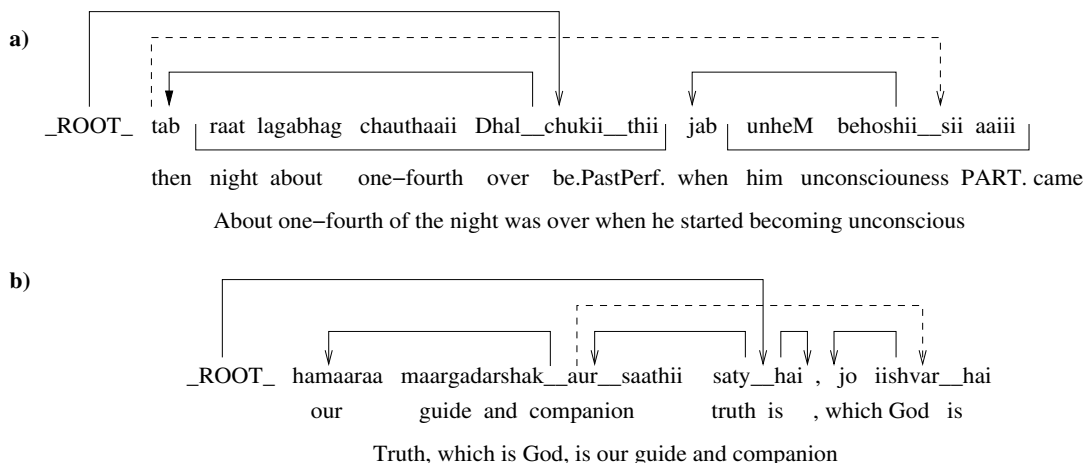 a)
_ROOT_ tab raat lagabhag chauthaaii Dhal__chukii__thii jab unheM behoshii__sii aaiii
then night about one−fourth over be.PastPerf. when him unconsciouness PART. came
About one−fourth of the night was over when he started becoming unconscious
b)
_ROOT_ hamaaraa maargadarshak__aur__saathii saty__hai , jo iishvar__hai
our guide and companion truth is , which God is
Truth, which is God, is our guide and companion